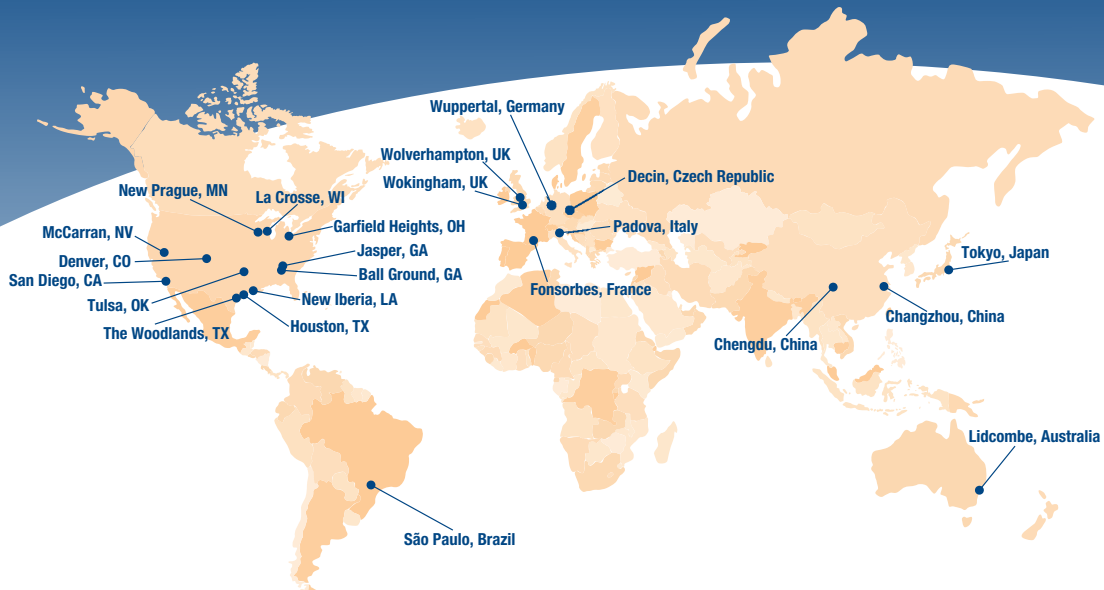 Wuppertal, Germany
Wolverhampton, UK
Wokingham, UK
Decin, Czech Republic
New Prague, MN
La Crosse, WI
Garfield Heights, OH
Padova, Italy
McCarran, NV
Jasper, GA
Tokyo, Japan
Denver, CO
Ball Ground, GA
San Diego, CA
Fonsorbes, France
Tulsa, OK
New Iberia, LA
Changzhou, China
The Woodlands, TX
Houston, TX
Chengdu, China
Lidcombe, Australia
São Paulo, Brazil